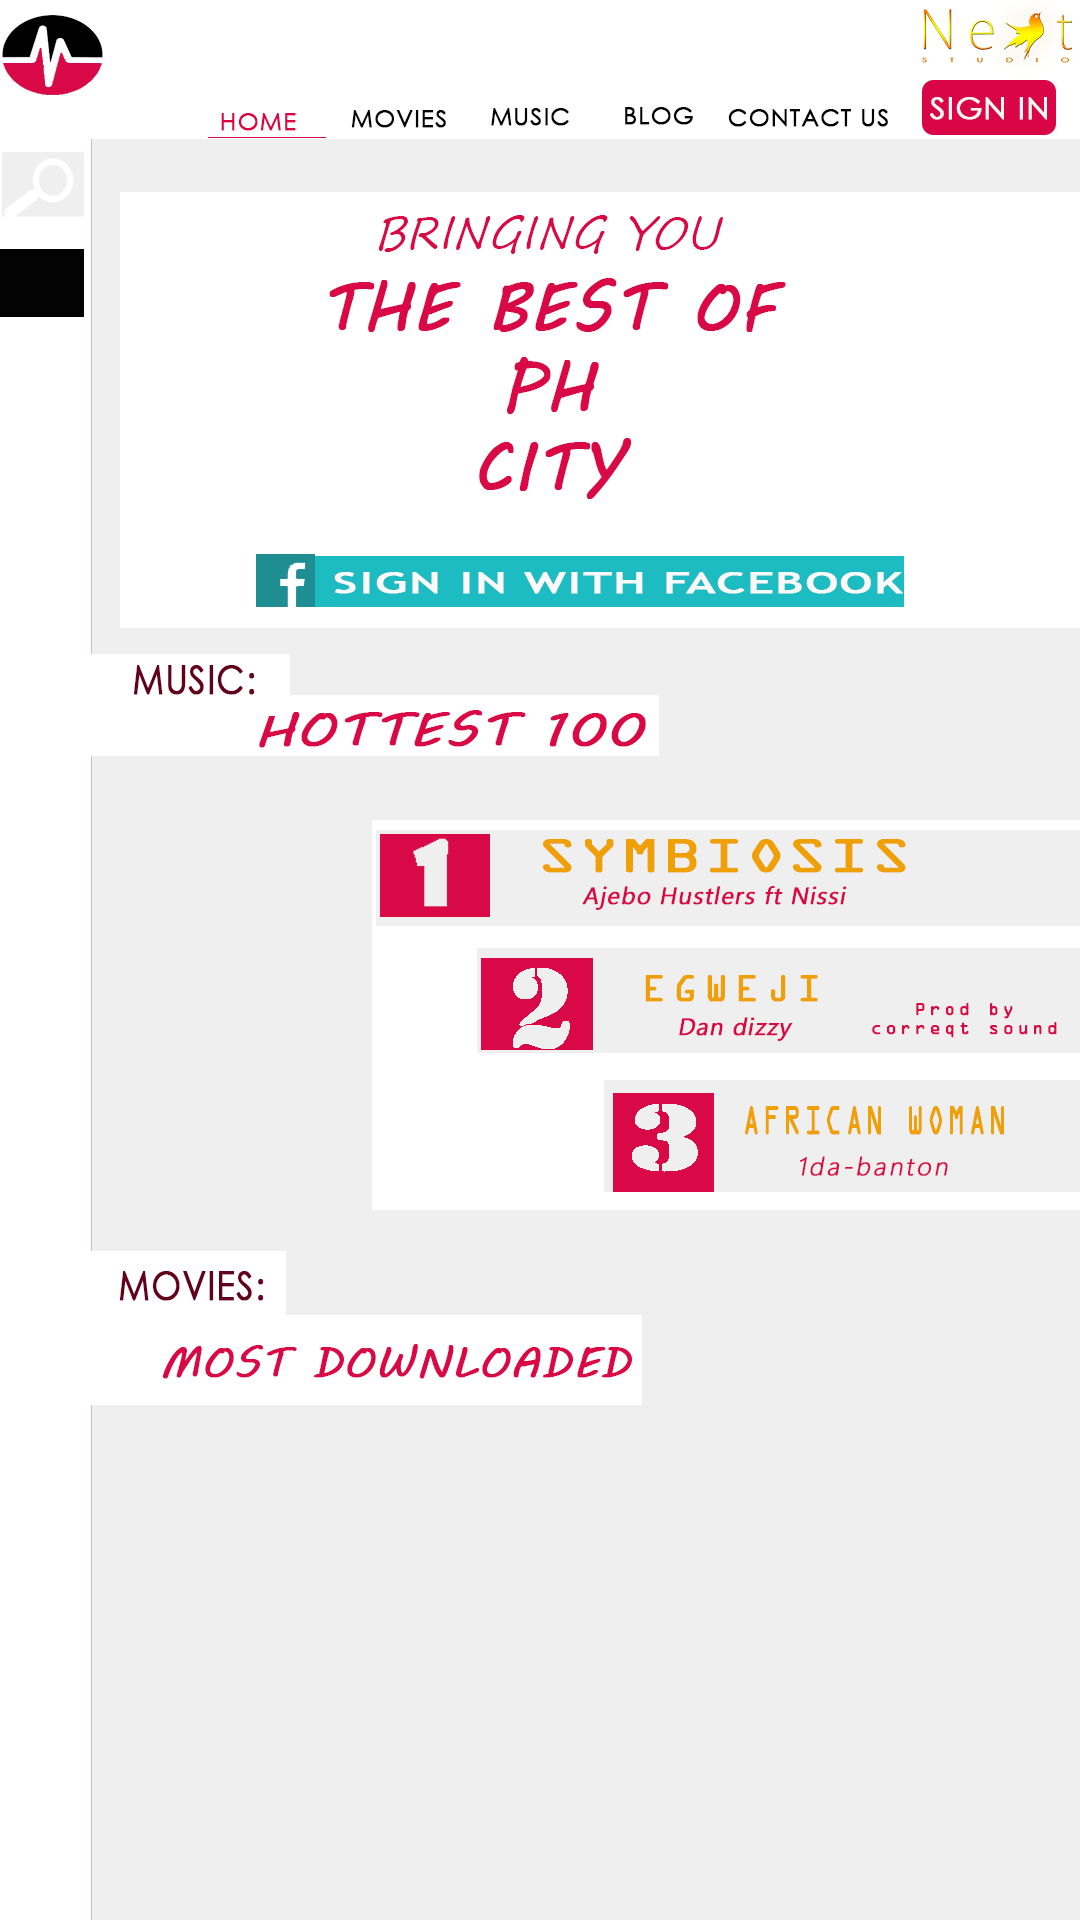 Next
STUDIO
HOME MOVIES MUSIC BLOG CONTACT US SIGN IN
BRINGING YOU
THE BEST OF
PH
CITY
f SIGN IN WITH FACEBOOK
MUSIC:
HOTTEST 100
1 SYMBIOSIS
Ajebo Hustlers ft Nissi
2 EGWEJI
Dan dizzy
Prod by
correqt sound
3 AFRICAN WOMAN
1da-banton
MOVIES:
MOST DOWNLOADED